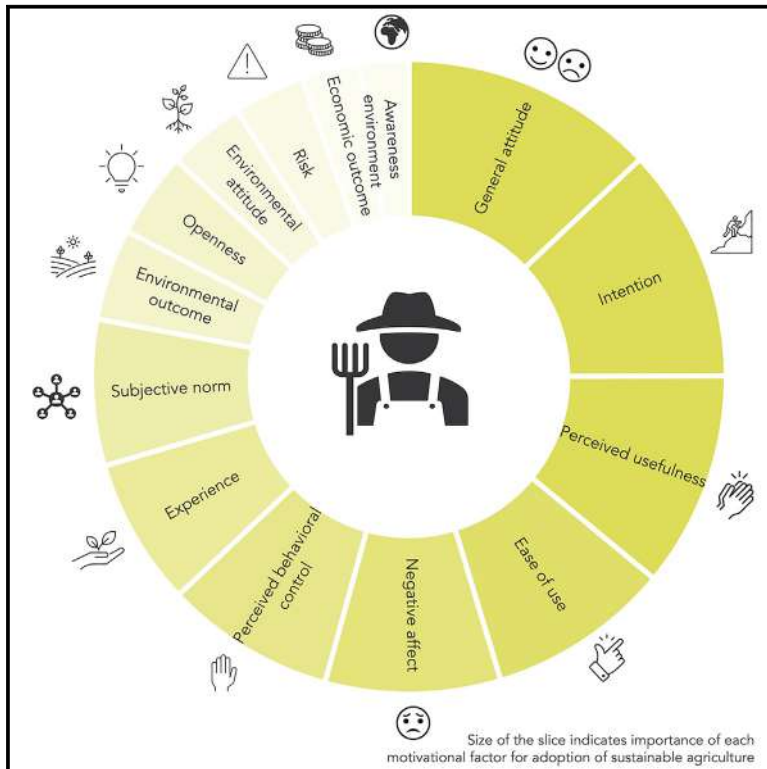 General attitude
Intention
Perceived usefulness
Ease of use
Negative affect
Perceived behavioral
control
Experience
Subjective norm
Environmental
outcome
Openness
Environmental
attitude
Risk
Economic outcome
Awareness
environment
Size of the slice indicates importance of each
motivational factor for adoption of sustainable agriculture